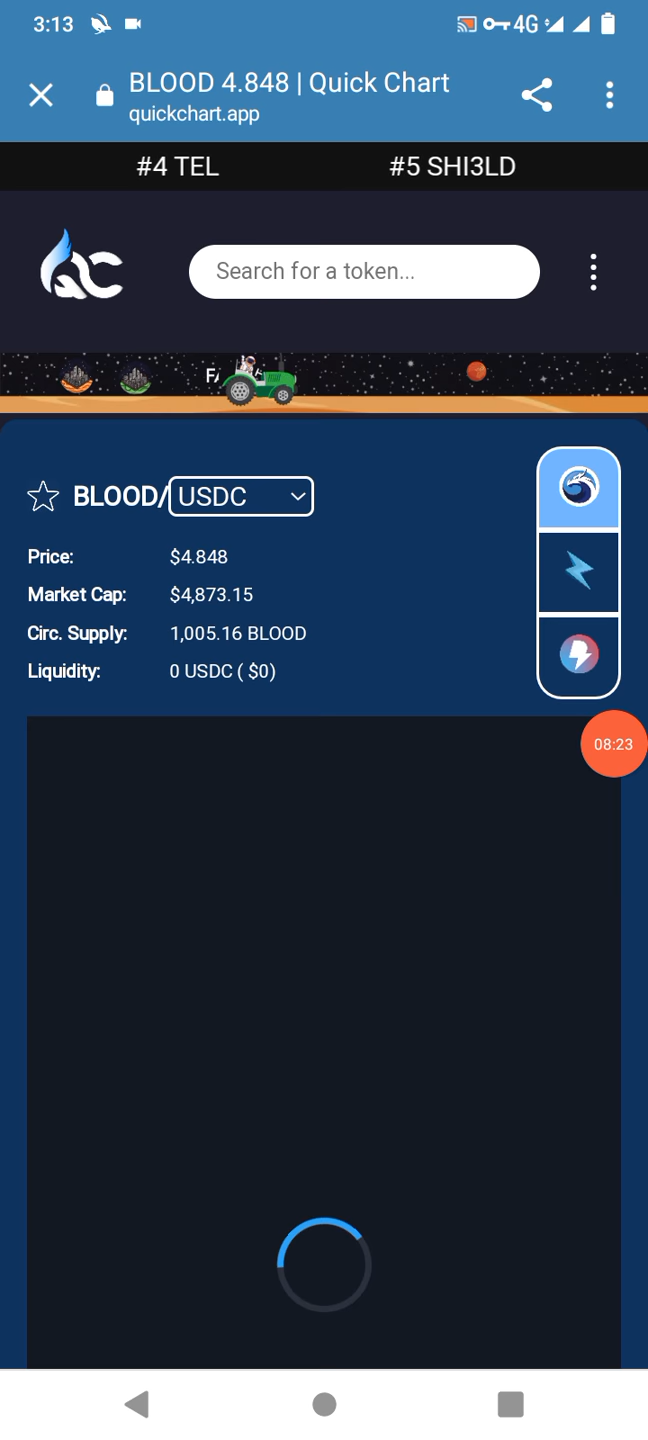 3:13 4G
BLOOD 4.848 | Quick Chart
quickchart.app
#4 TEL #5 SHI3LD
QC Search for a token...
BLOOD/ USDC
Price: $4.848
Market Cap: $4,873.15
Circ. Supply: 1,005.16 BLOOD
Liquidity: 0 USDC ( $0)
08:23